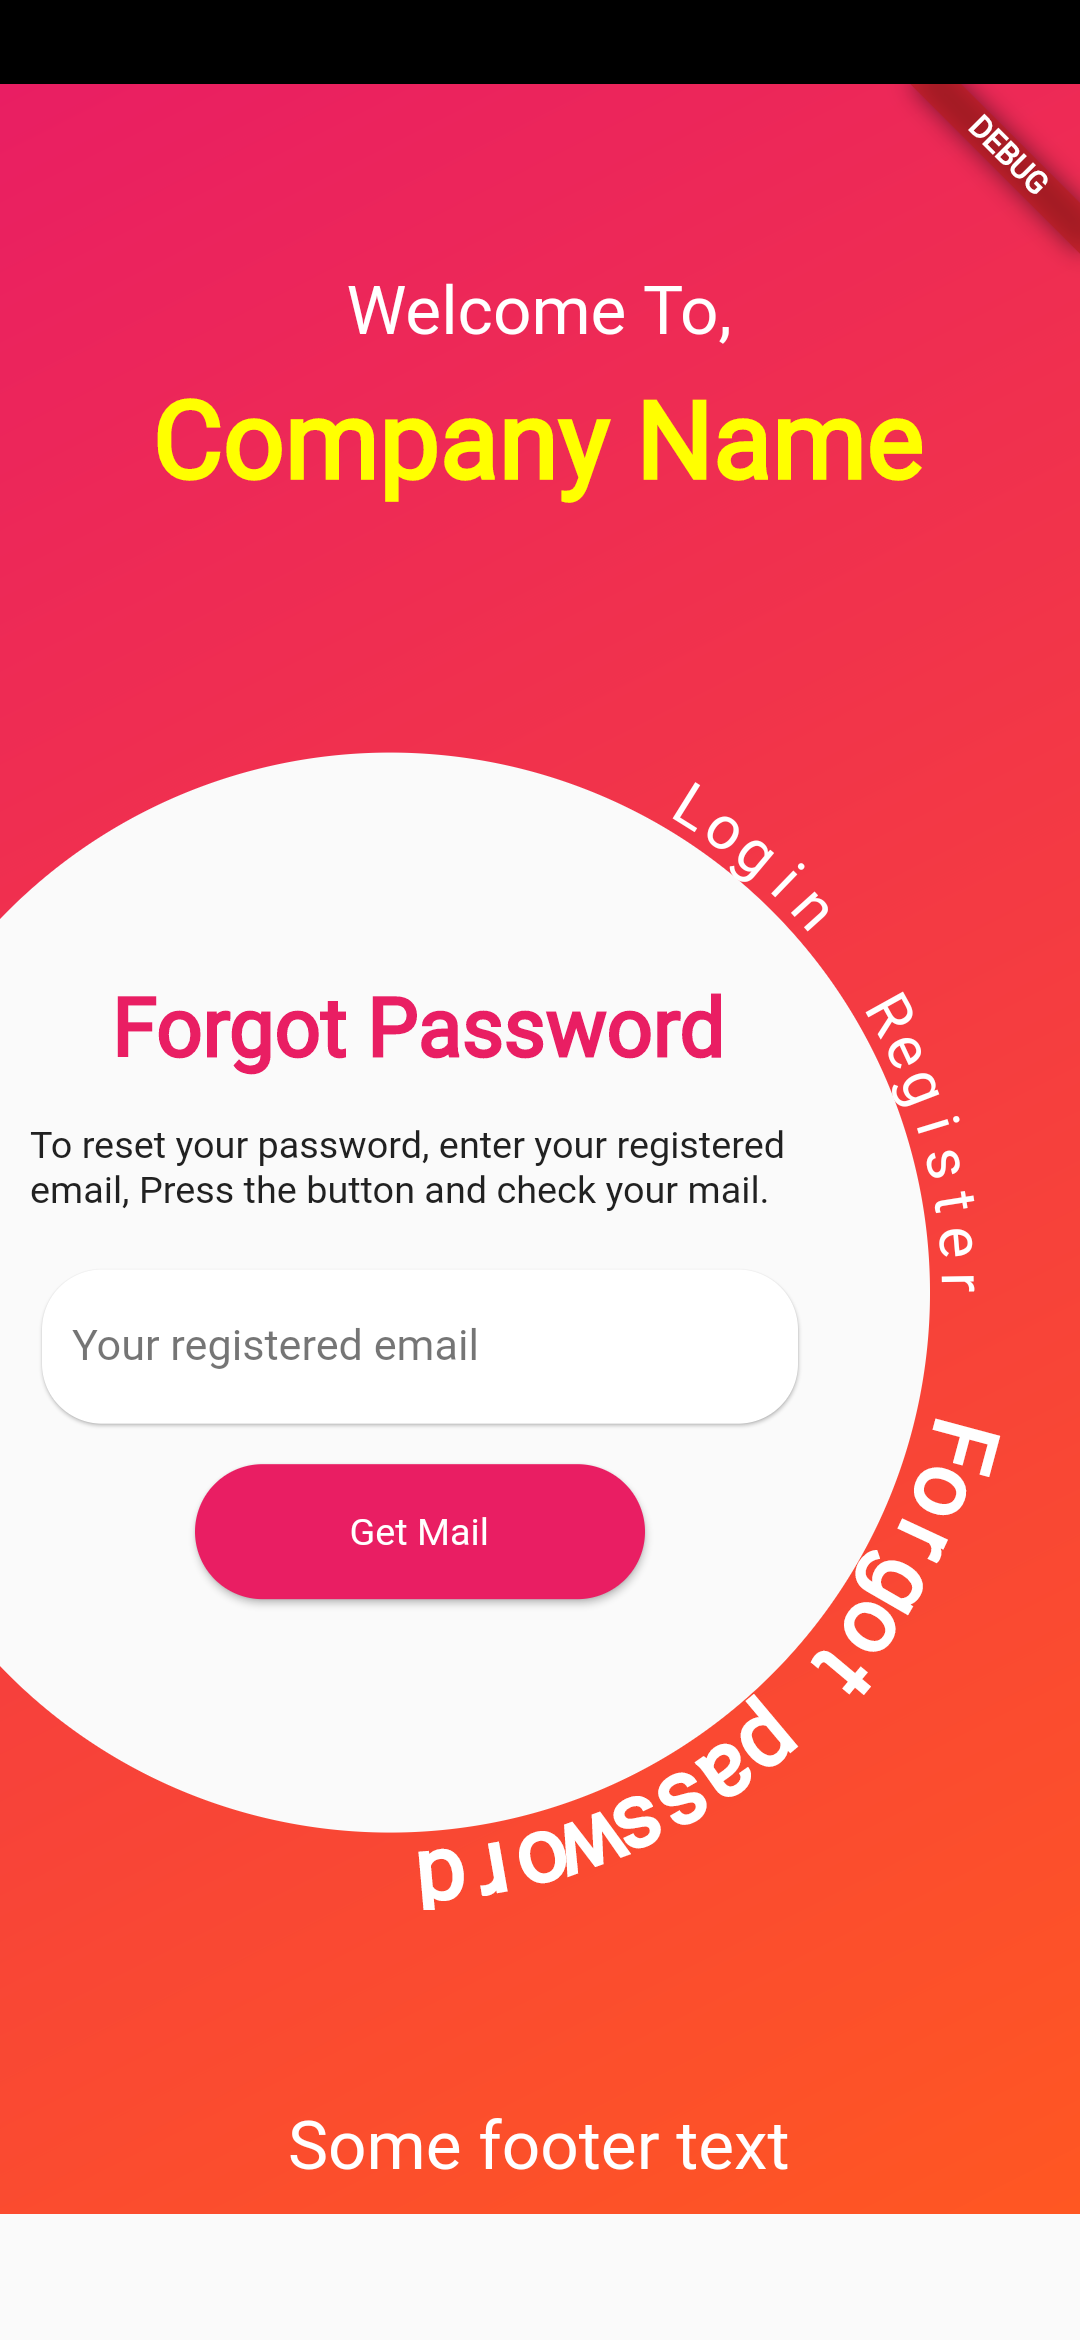 DEBUG
Welcome To,
Company Name
Login
Register
Forgot Password
To reset your password, enter your registered
email, Press the button and check your mail.
Your registered email
Get Mail
Forgot password
Some footer text